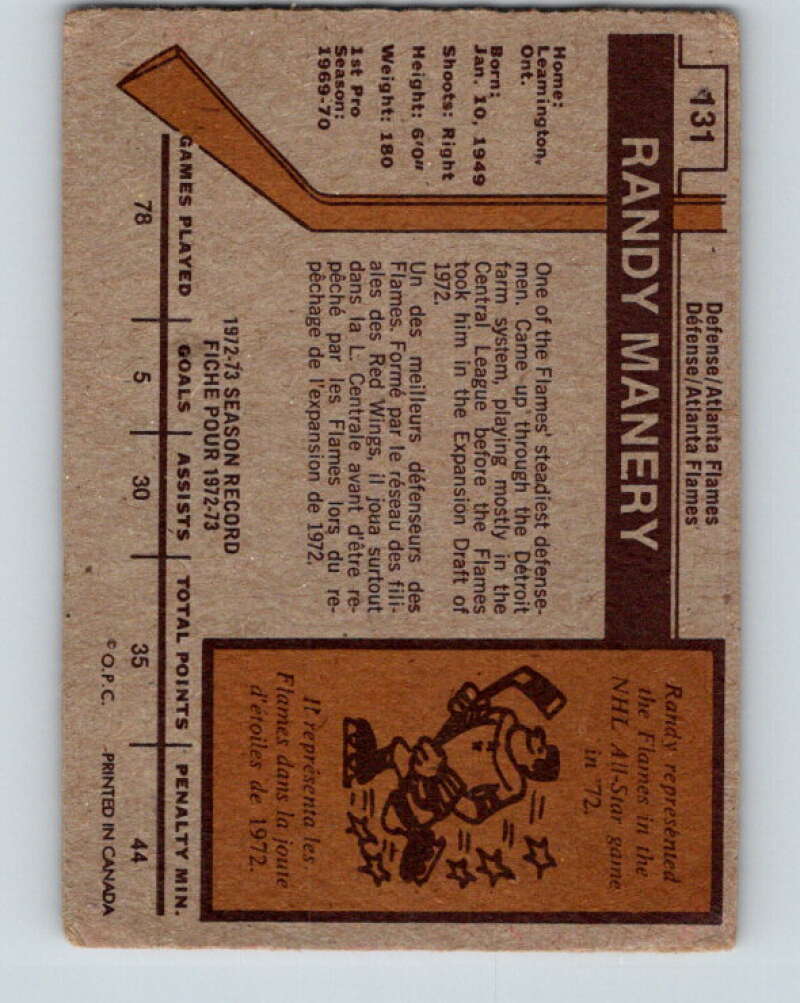 131
Defense/Atlanta Flames
Défense/Atlanta Flames
RANDY MANERY
Home:
Leamington,
Ont.
Born:
Jan. 10, 1949
Shoots: Right
Height: 6'0"
Weight: 180
1st Pro
Season:
1969-70
One of the Flames' steadiest defense-
men. Came up through the Detroit
farm system, playing mostly in the
Central League before the Flames
took him in the Expansion Draft of
1972.
Un des meilleurs défenseurs des
Flames. Formé par le réseau des fili-
ales des Red Wings, il joua surtout
dans la L. Centrale avant d'être re-
pêché par les Flames lors du re-
pêchage de l'expansion de 1972.
Randy represented
the Flames in the
NHL All-Star game
in '72.
Il représenta les
Flames dans la joute
d'étoiles de 1972.
1972-73 SEASON RECORD
FICHE POUR 1972-73
GAMES PLAYED GOALS ASSISTS TOTAL POINTS PENALTY MIN.
78 5 30 35 44
© O.P.C. PRINTED IN CANADA